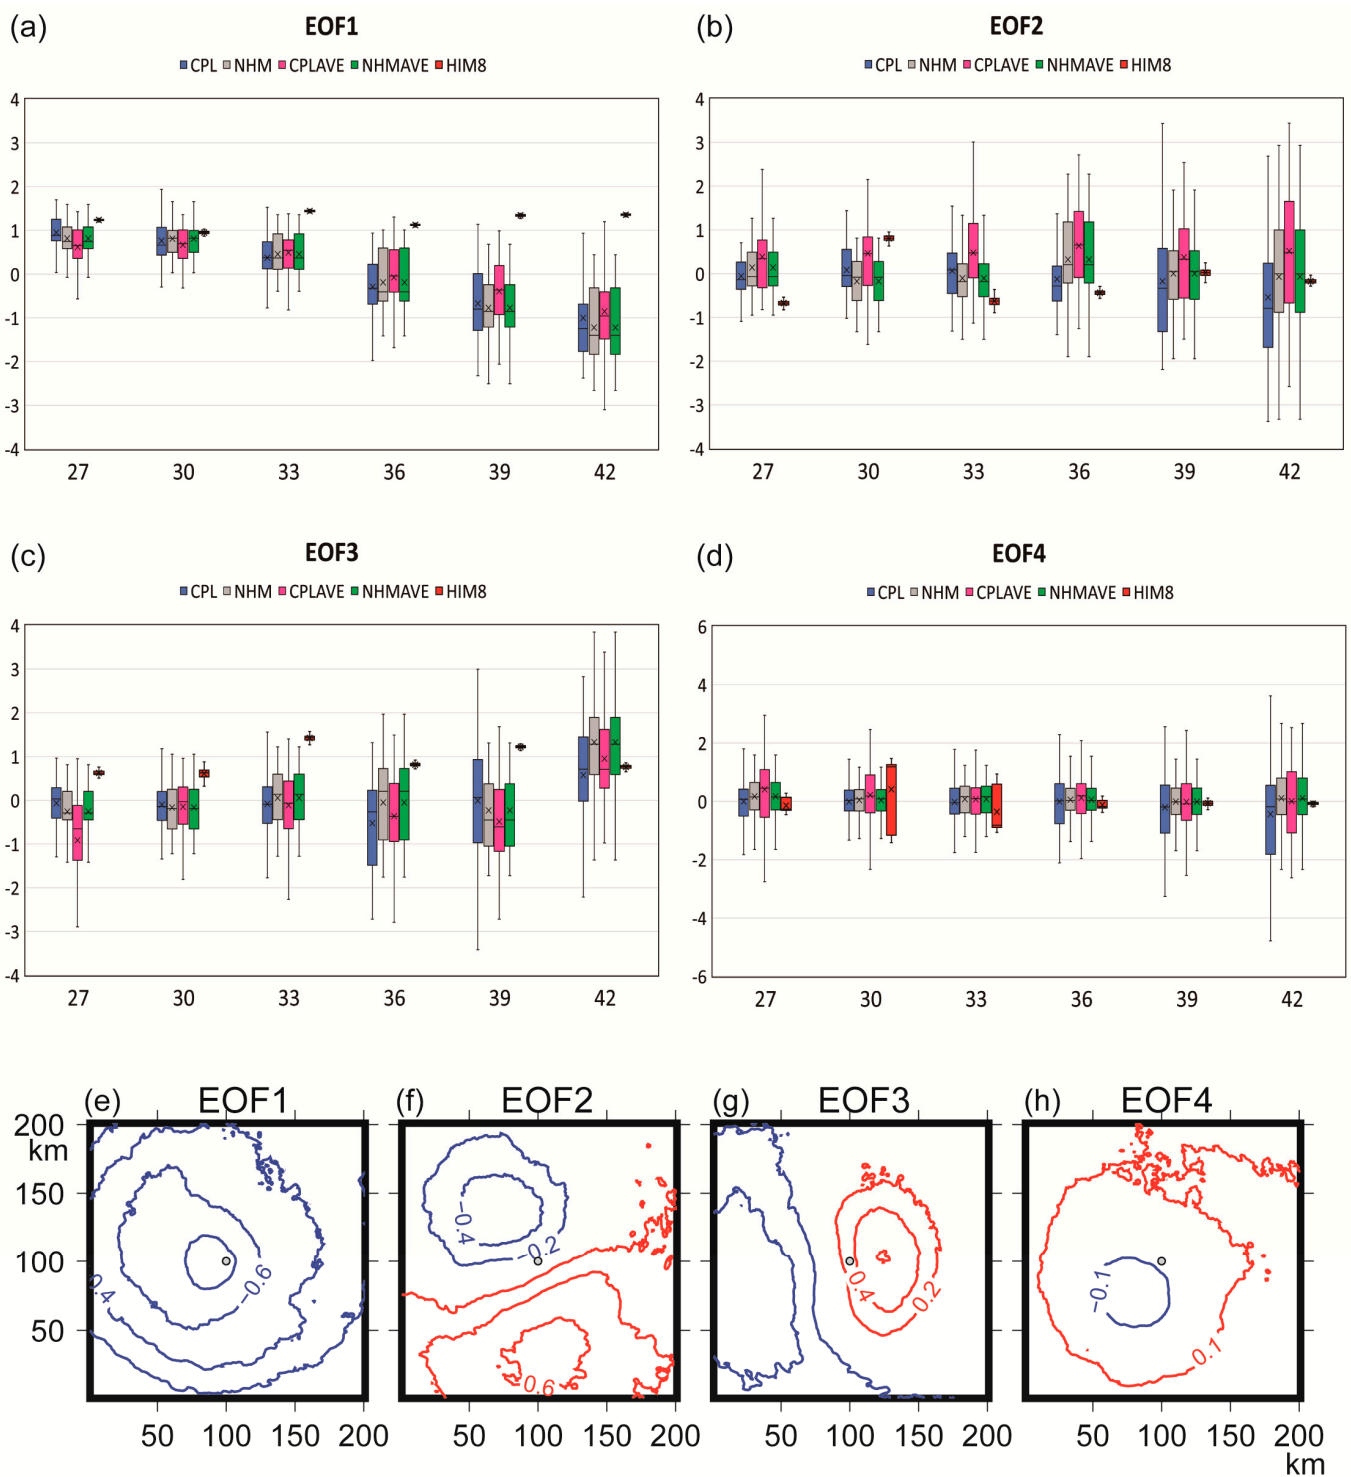 (a) EOF1
CPL NHM CPLAVE NHMAVE HIM8
4
3
2
1
0
-1
-2
-3
-4
27 30 33 36 39 42
(b) EOF2
CPL NHM CPLAVE NHMAVE HIM8
4
3
2
1
0
-1
-2
-3
-4
27 30 33 36 39 42
(c) EOF3
CPL NHM CPLAVE NHMAVE HIM8
4
3
2
1
0
-1
-2
-3
-4
27 30 33 36 39 42
(d) EOF4
CPL NHM CPLAVE NHMAVE HIM8
6
4
2
0
-2
-4
-6
27 30 33 36 39 42
(e) EOF1
200
km
150
100
50
0.4
−0.6
50 100 150 200
(f) EOF2
−0.4
−0.2
0.6
50 100 150 200
(g) EOF3
0.4
0.2
50 100 150 200
(h) EOF4
−0.1
0.1
50 100 150 200
km